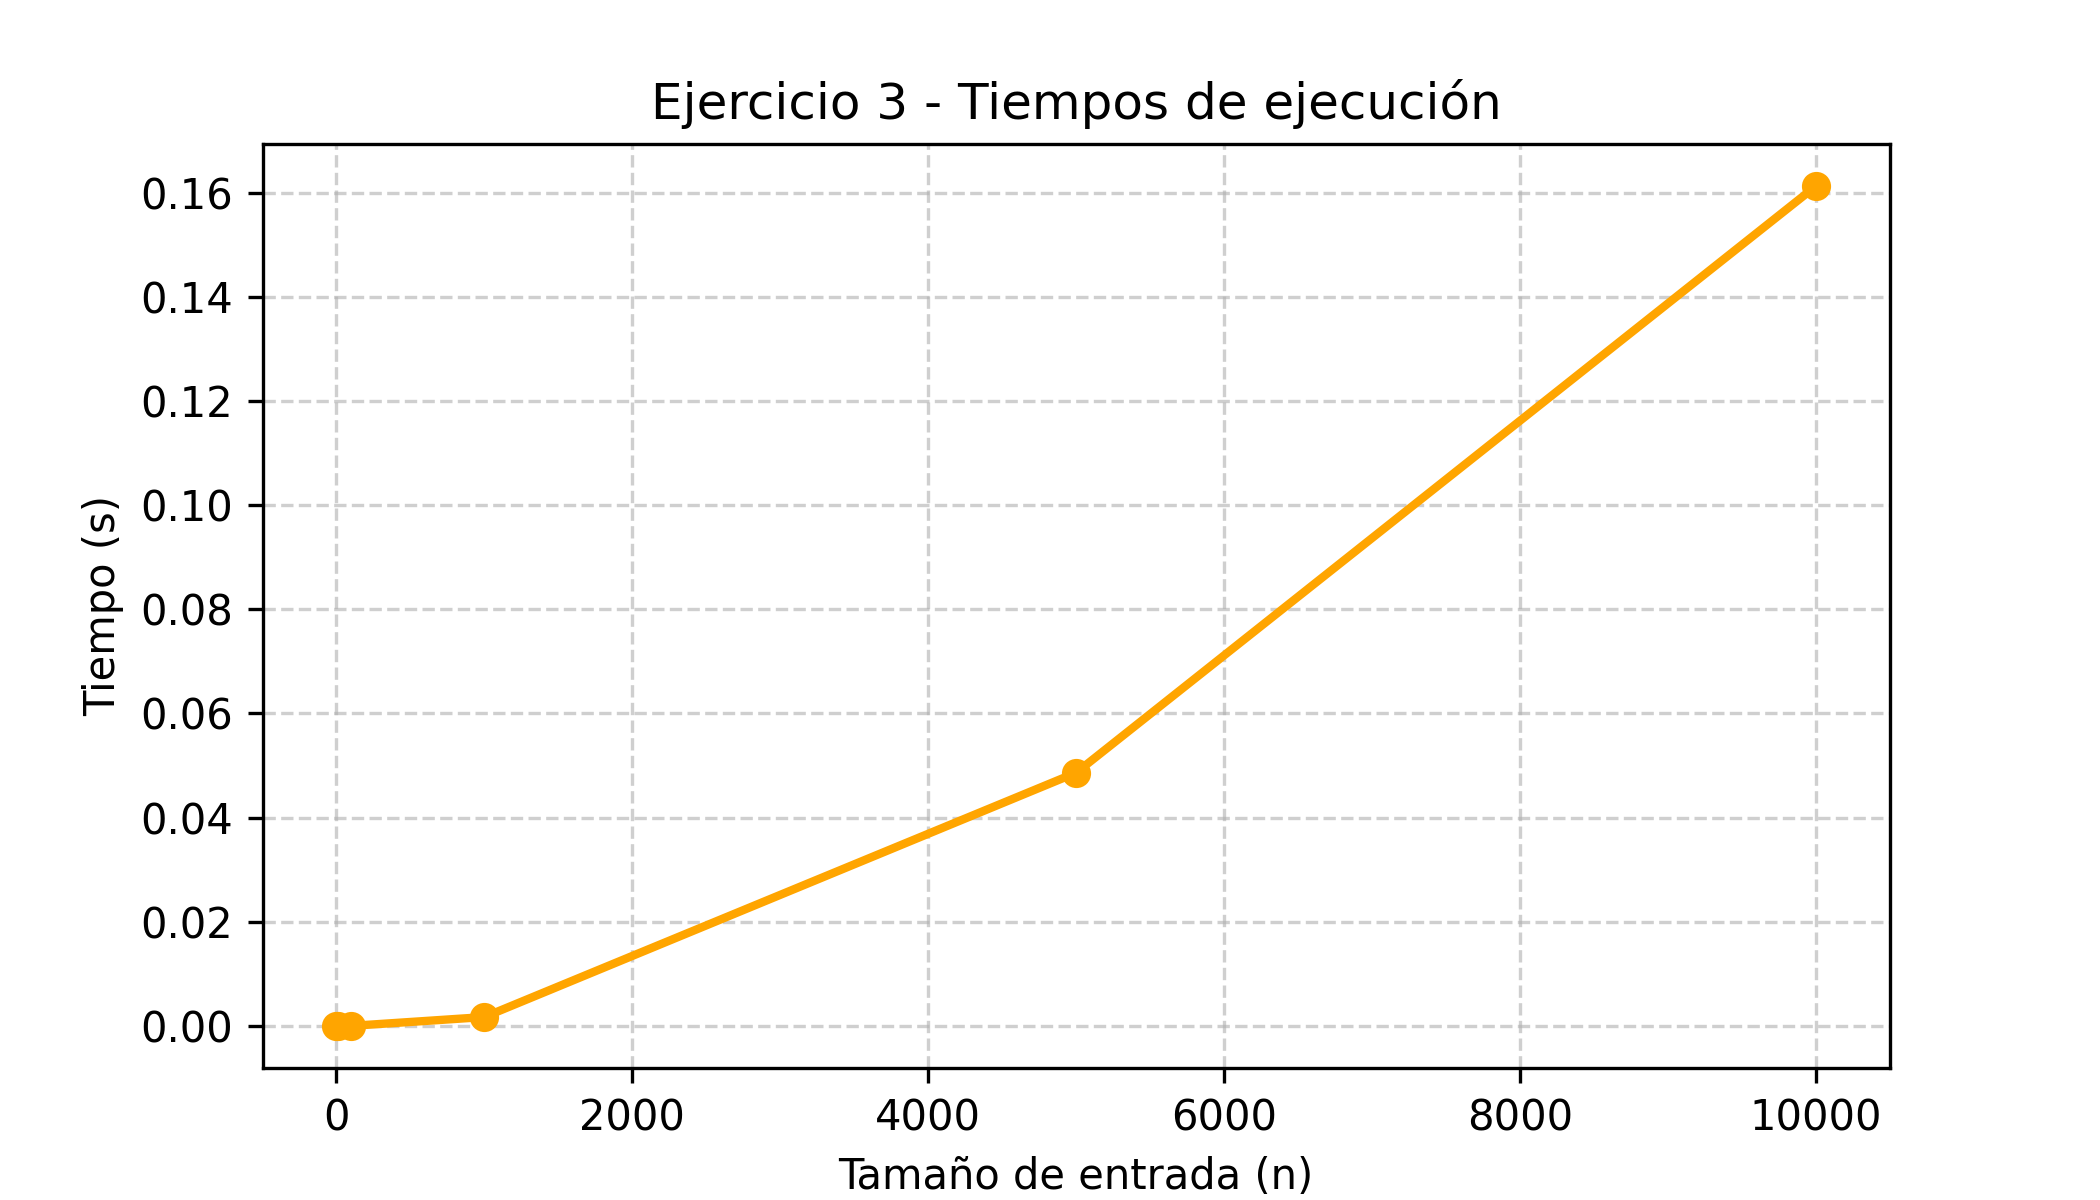 Ejercicio 3 - Tiempos de ejecución
0.16
0.14
0.12
0.10
0.08
0.06
0.04
0.02
0.00
Tiempo (s)
0 2000 4000 6000 8000 10000
Tamaño de entrada (n)